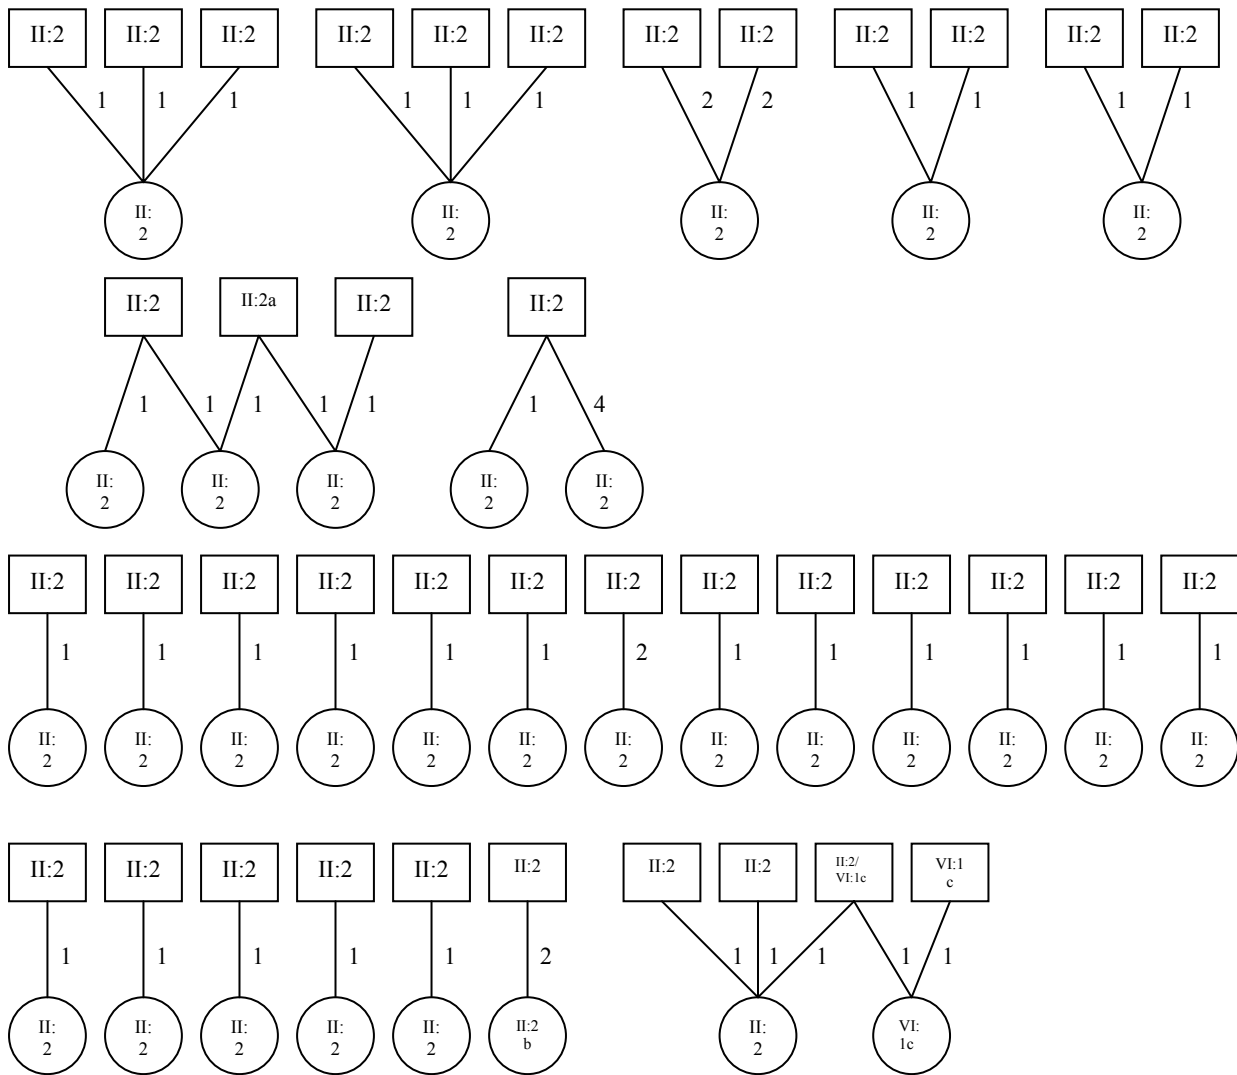 II:2 II:2 II:2 II:2 II:2 II:2 II:2 II:2 II:2 II:2 II:2 II:2
1 1 1 1 1 1 2 2 1 1 1 1
II: II: II: II: II:
2 2 2 2 2
II:2 II:2a II:2 II:2
1 1 1 1 1 1 4
II: II: II: II: II:
2 2 2 2 2
II:2 II:2 II:2 II:2 II:2 II:2 II:2 II:2 II:2 II:2 II:2 II:2 II:2
1 1 1 1 1 1 2 1 1 1 1 1 1
II: II: II: II: II: II: II: II: II: II: II: II: II:
2 2 2 2 2 2 2 2 2 2 2 2 2
II:2 II:2 II:2 II:2 II:2 II:2 II:2 II:2 II:2/ VI:1
VI:1c c
1 1 1 1 1 2 1 1 1 1 1
II: II: II: II: II: II:2 II: VI:
2 2 2 2 2 b 2 1c